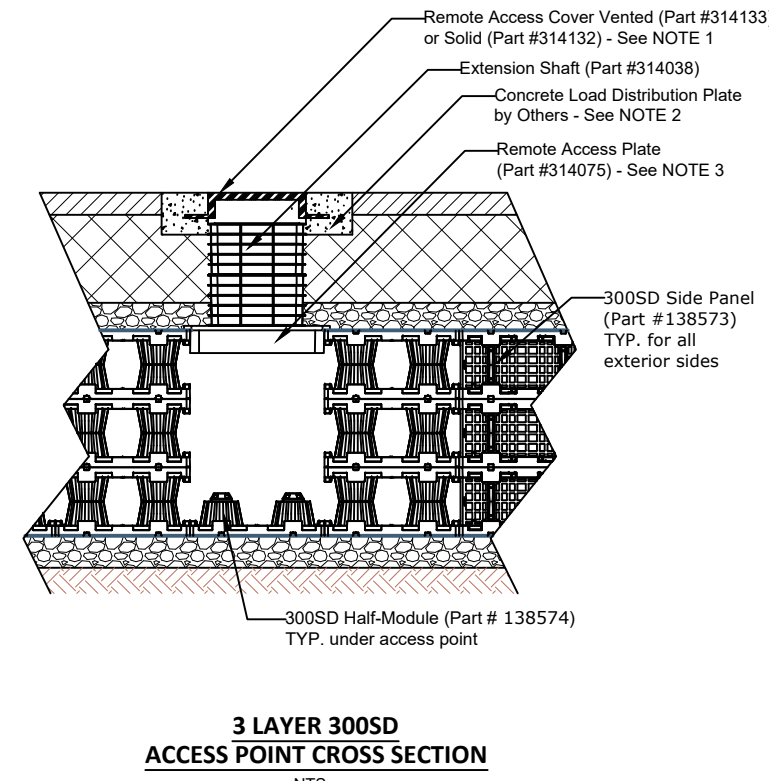 Remote Access Cover Vented (Part #314133)
or Solid (Part #314132) - See NOTE 1
Extension Shaft (Part #314038)
Concrete Load Distribution Plate
by Others - See NOTE 2
Remote Access Plate
(Part #314075) - See NOTE 3
300SD Side Panel
(Part #138573)
TYP. for all
exterior sides
300SD Half-Module (Part # 138574)
TYP. under access point
3 LAYER 300SD
ACCESS POINT CROSS SECTION
NTS